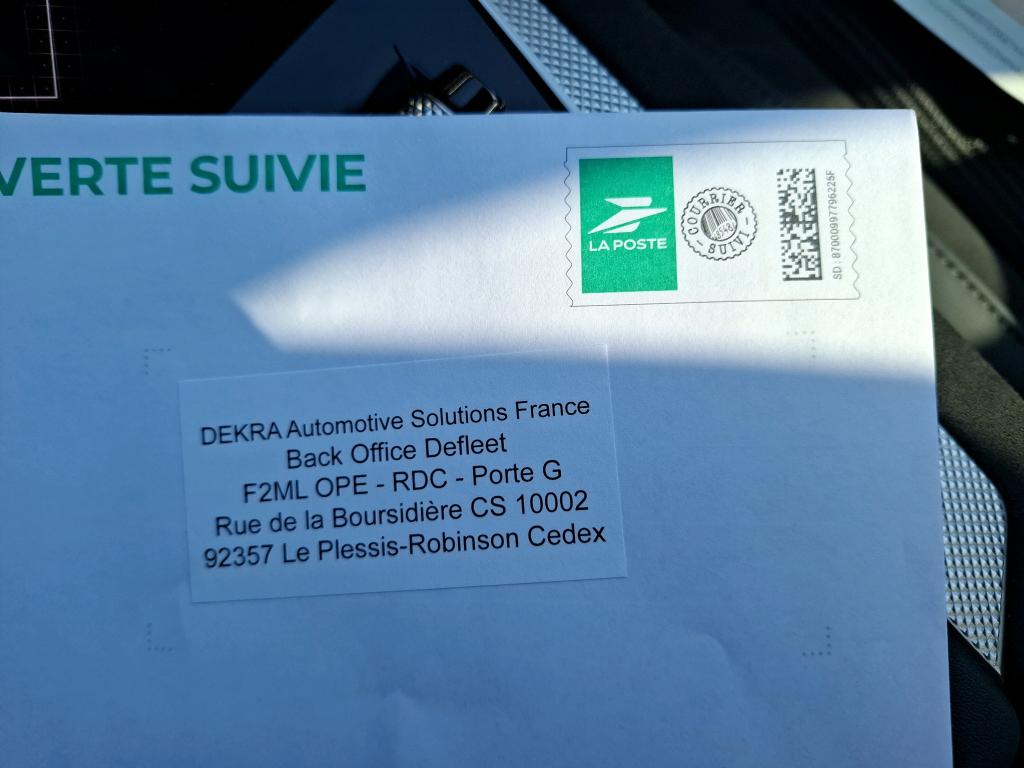 VERTE SUIVIE
LA POSTE
COURRIER
SUIVI
SD : 87000997796225F
DEKRA Automotive Solutions France
Back Office Defleet
F2ML OPE - RDC - Porte G
Rue de la Boursidière CS 10002
92357 Le Plessis-Robinson Cedex